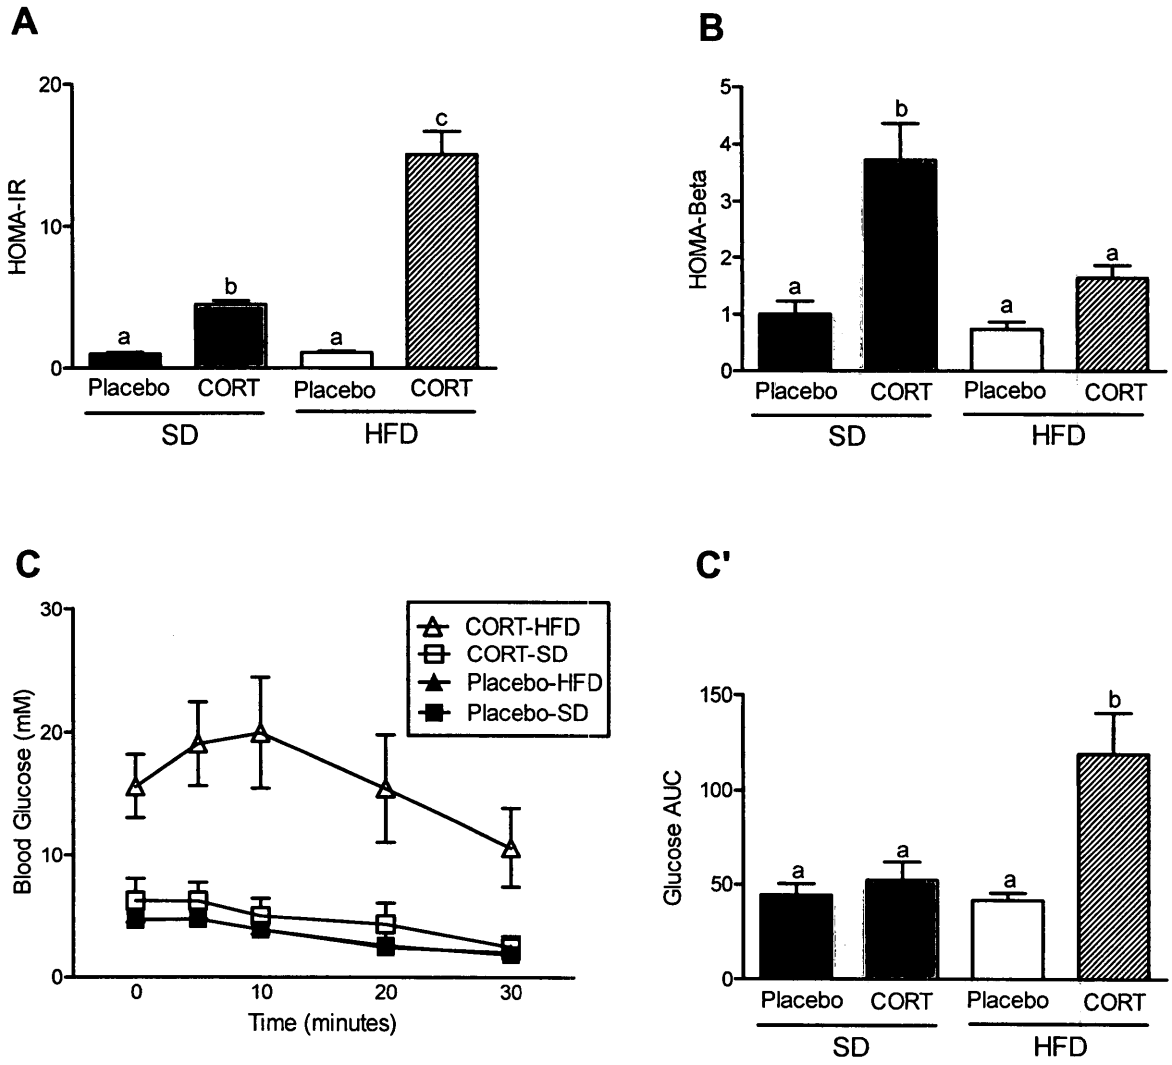 A
HOMA-IR
20
10
0
a
b
a
c
Placebo CORT Placebo CORT
SD HFD
B
HOMA-Beta
5
4
3
2
1
0
a
b
a
a
Placebo CORT Placebo CORT
SD HFD
C
Blood Glucose (mM)
30
20
10
0
CORT-HFD
CORT-SD
Placebo-HFD
Placebo-SD
0 10 20 30
Time (minutes)
C'
Glucose AUC
150
100
50
0
a
a
a
b
Placebo CORT Placebo CORT
SD HFD